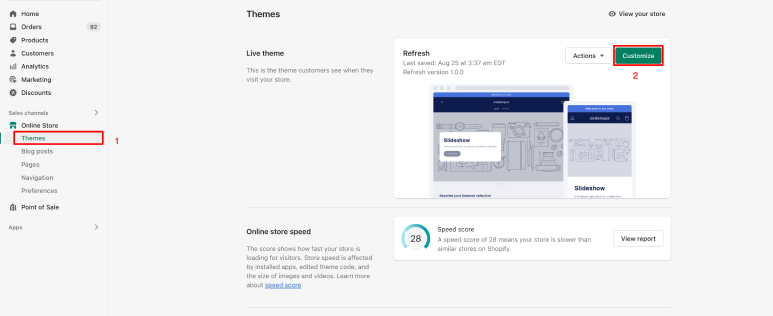 Home
Orders 92
Products
Customers
Analytics
Marketing
Discounts
Sales channels
Online Store
Themes 1
Blog posts
Pages
Navigation
Preferences
Point of Sale
Apps
Themes
View your store
Live theme
This is the theme customers see when they
visit your store.
Refresh
Last saved: Aug 25 at 3:37 am EDT
Refresh version 1.0.0
Actions
Customize
2
Slideshow
Slideshow
Online store speed
The score shows how fast your store is
loading for visitors. Store speed is affected
by installed apps, edited theme code, and
the size of images and videos. Learn more
about speed score.
28
Speed score
A speed score of 28 means your store is slower than
similar stores on Shopify.
View report